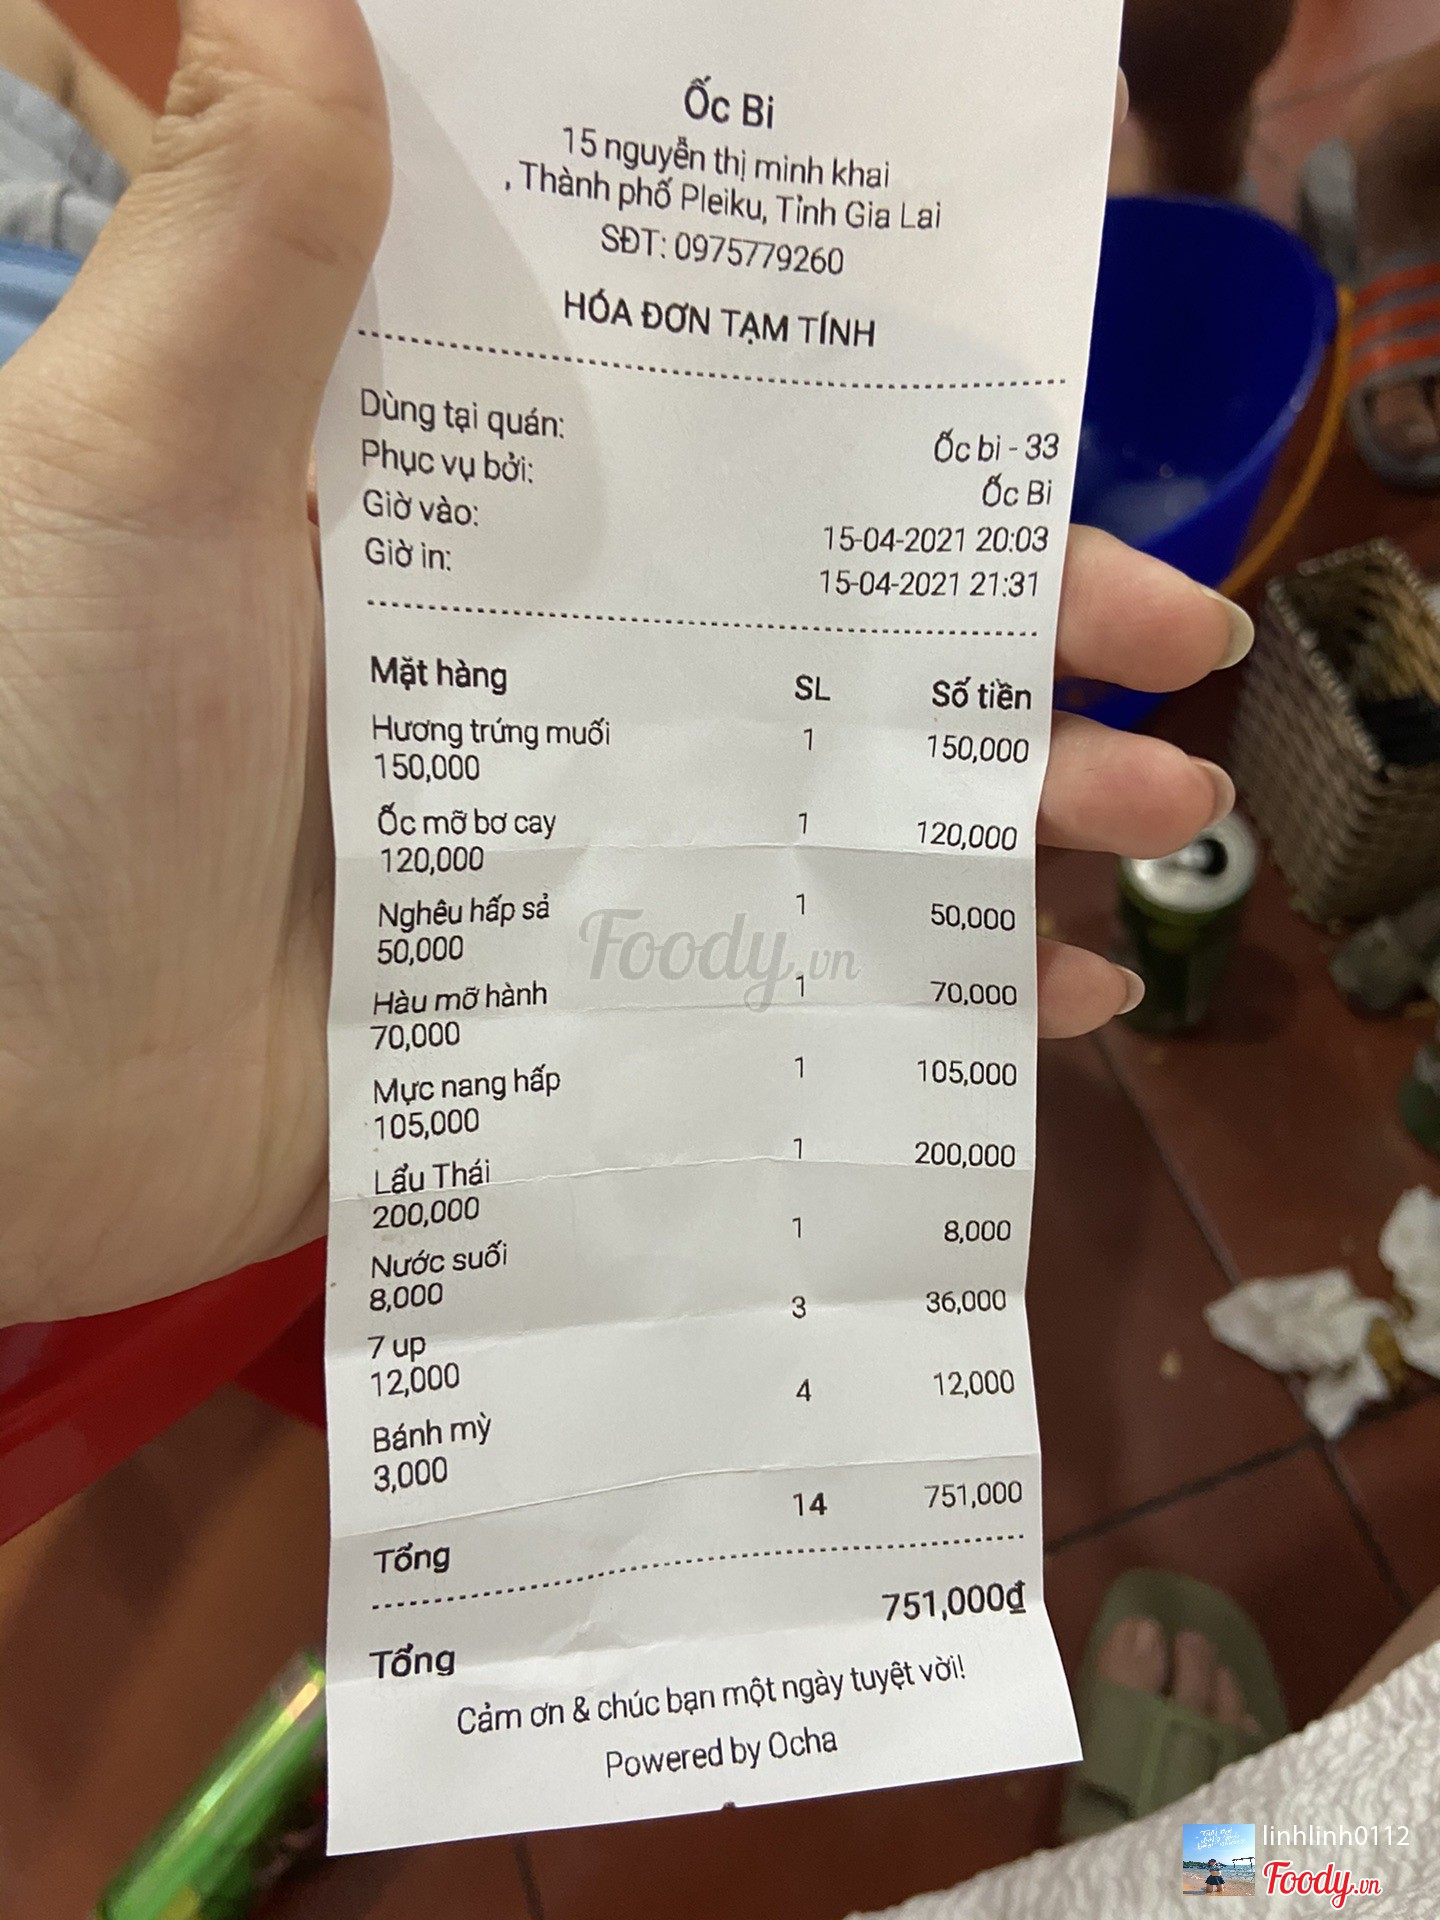 Ốc Bi
15 nguyễn thị minh khai
, Thành phố Pleiku, Tỉnh Gia Lai
SĐT: 0975779260
HÓA ĐƠN TẠM TÍNH
Dùng tại quán: Ốc bi - 33
Phục vụ bởi: Ốc Bi
Giờ vào: 15-04-2021 20:03
Giờ in: 15-04-2021 21:31
Mặt hàng SL Số tiền
Hương trứng muối 1 150,000
150,000
Ốc mỡ bơ cay 1 120,000
120,000
Nghêu hấp sả 1 50,000
50,000
Hàu mỡ hành 1 70,000
70,000
Mực nang hấp 1 105,000
105,000
Lẩu Thái 1 200,000
200,000
Nước suối 1 8,000
8,000
7 up 3 36,000
12,000
Bánh mỳ 4 12,000
3,000
Tổng 14 751,000
Tổng 751,000₫
Cảm ơn & chúc bạn một ngày tuyệt vời!
Powered by Ocha
Foody.vn
linhlinh0112
Foody.vn